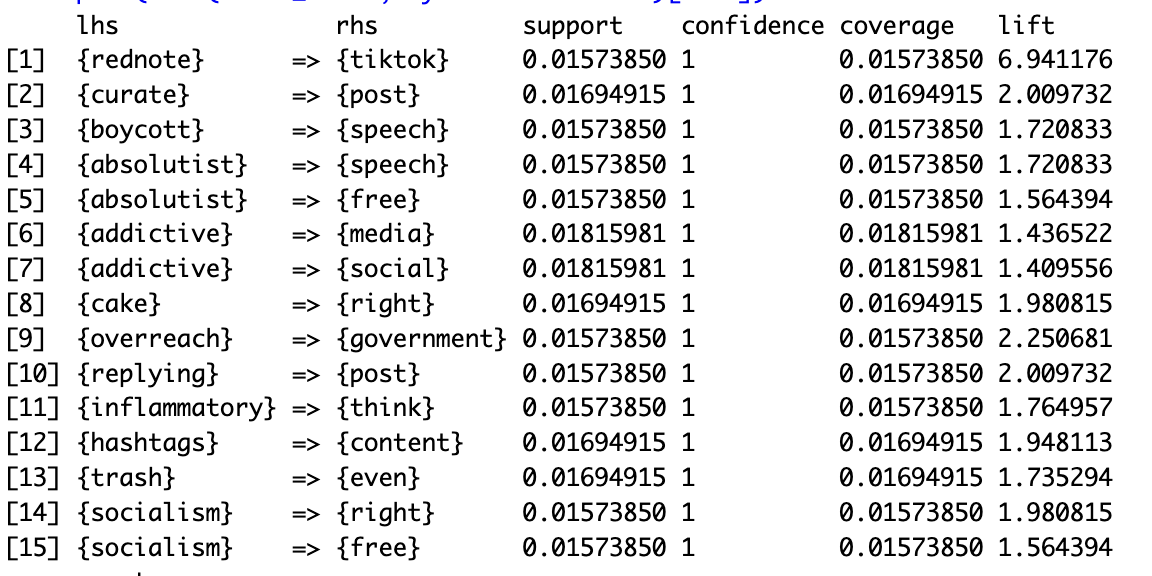 lhs rhs support confidence coverage lift
[1] {rednote} => {tiktok} 0.01573850 1 0.01573850 6.941176
[2] {curate} => {post} 0.01694915 1 0.01694915 2.009732
[3] {boycott} => {speech} 0.01573850 1 0.01573850 1.720833
[4] {absolutist} => {speech} 0.01573850 1 0.01573850 1.720833
[5] {absolutist} => {free} 0.01573850 1 0.01573850 1.564394
[6] {addictive} => {media} 0.01815981 1 0.01815981 1.436522
[7] {addictive} => {social} 0.01815981 1 0.01815981 1.409556
[8] {cake} => {right} 0.01694915 1 0.01694915 1.980815
[9] {overreach} => {government} 0.01573850 1 0.01573850 2.250681
[10] {replying} => {post} 0.01573850 1 0.01573850 2.009732
[11] {inflammatory} => {think} 0.01573850 1 0.01573850 1.764957
[12] {hashtags} => {content} 0.01694915 1 0.01694915 1.948113
[13] {trash} => {even} 0.01694915 1 0.01694915 1.735294
[14] {socialism} => {right} 0.01573850 1 0.01573850 1.980815
[15] {socialism} => {free} 0.01573850 1 0.01573850 1.564394